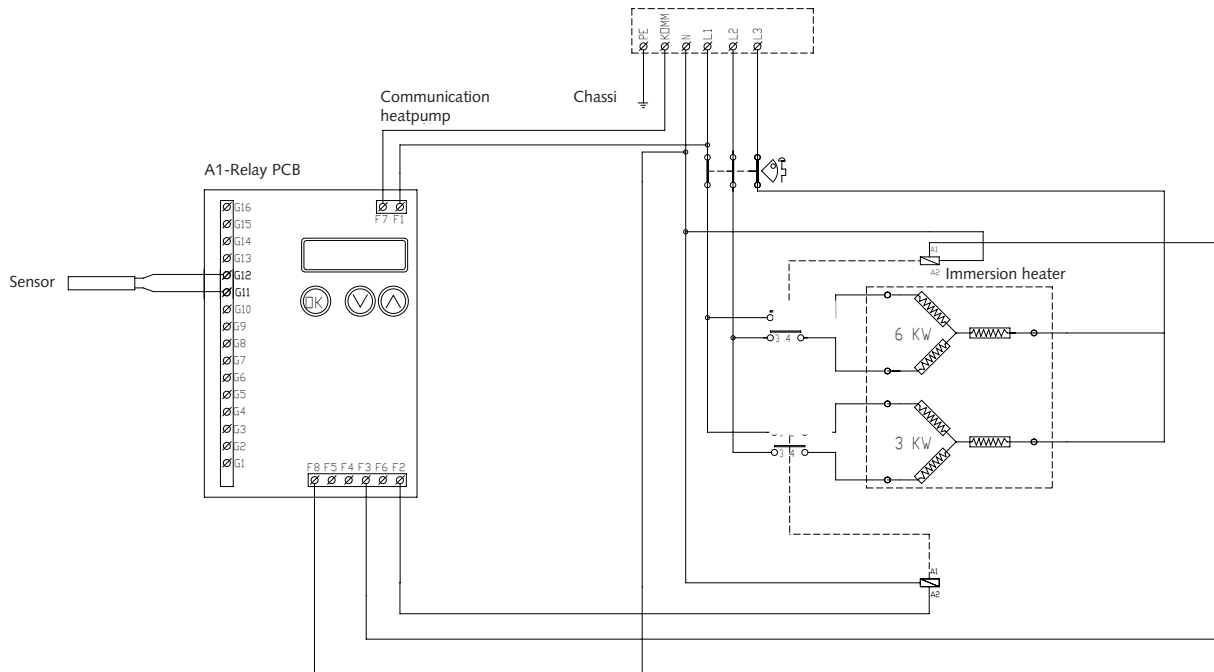 PE
KOMM
N
L1
L2
L3
Communication
heatpump
Chassi
A1-Relay PCB
F7 F1
G16
G15
G14
G13
G12
G11
G10
G9
G8
G7
G6
G5
G4
G3
G2
G1
OK
Sensor
A1
A2
Immersion heater
6 KW
3 4
3 KW
3 4
F8 F5 F4 F3 F6 F2
A1
A2